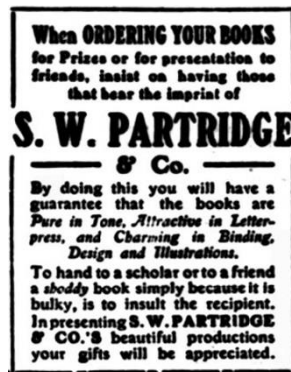 When ORDERING YOUR BOOKS
for Prizes or for presentation to
friends, insist on having those
that bear the imprint of
S. W. PARTRIDGE
& Co.
By doing this you will have a
guarantee that the books are
Pure in Tone, Attractive in Letter-
press, and Charming in Binding,
Design and Illustrations.
To hand to a scholar or to a friend
a shoddy book simply because it is
bulky, is to insult the recipient.
In presenting S. W. PARTRIDGE
& CO.'S beautiful productions
your gifts will be appreciated.